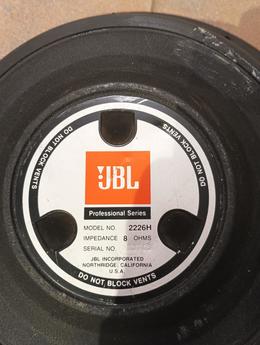 DO NOT BLOCK VENTS
DO NOT BLOCK VENTS
JBL
Professional Series
MODEL NO. 2226H
IMPEDANCE 8 OHMS
SERIAL NO.
JBL INCORPORATED
NORTHRIDGE, CALIFORNIA
U.S.A.
DO NOT BLOCK VENTS